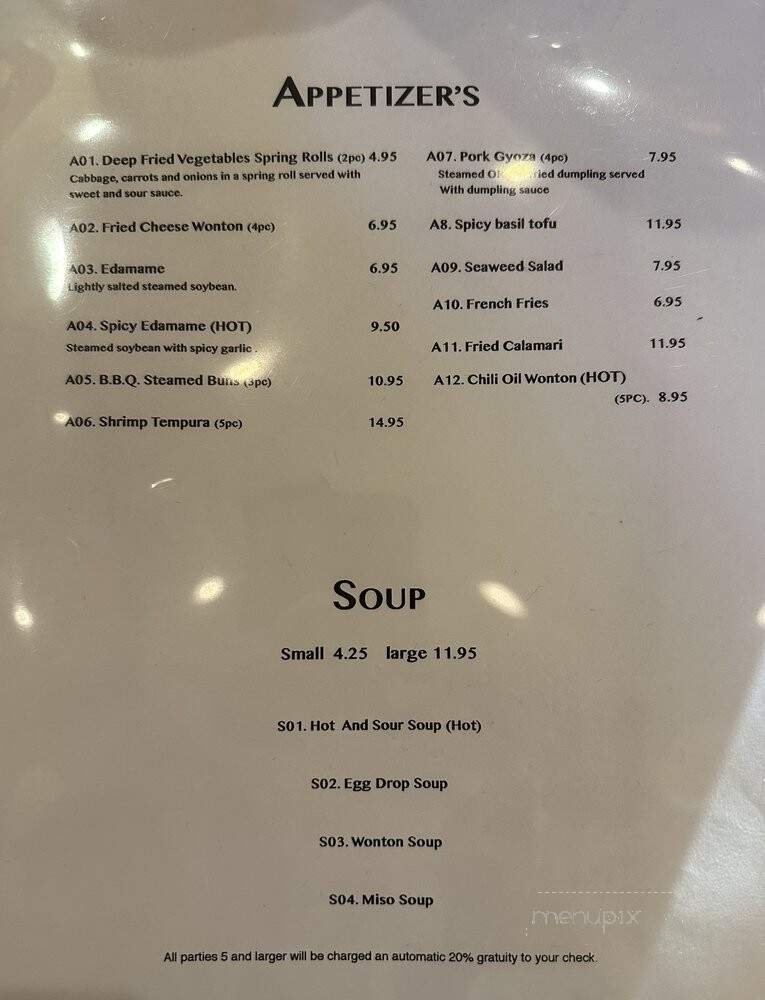 APPETIZER'S
A01. Deep Fried Vegetables Spring Rolls (2pc) 4.95
Cabbage, carrots and onions in a spring roll served with
sweet and sour sauce.
A02. Fried Cheese Wonton (4pc) 6.95
A03. Edamame 6.95
Lightly salted steamed soybean.
A04. Spicy Edamame (HOT) 9.50
Steamed soybean with spicy garlic .
A05. B.B.Q. Steamed Buns (3pc) 10.95
A06. Shrimp Tempura (5pc) 14.95
A07. Pork Gyoza (4pc) 7.95
Steamed dumpling served
With dumpling sauce
A8. Spicy basil tofu 11.95
A09. Seaweed Salad 7.95
A10. French Fries 6.95
A11. Fried Calamari 11.95
A12. Chili Oil Wonton (HOT)
(5PC). 8.95
SOUP
Small 4.25 large 11.95
S01. Hot And Sour Soup (Hot)
S02. Egg Drop Soup
S03. Wonton Soup
S04. Miso Soup
menupix
All parties 5 and larger will be charged an automatic 20% gratuity to your check.